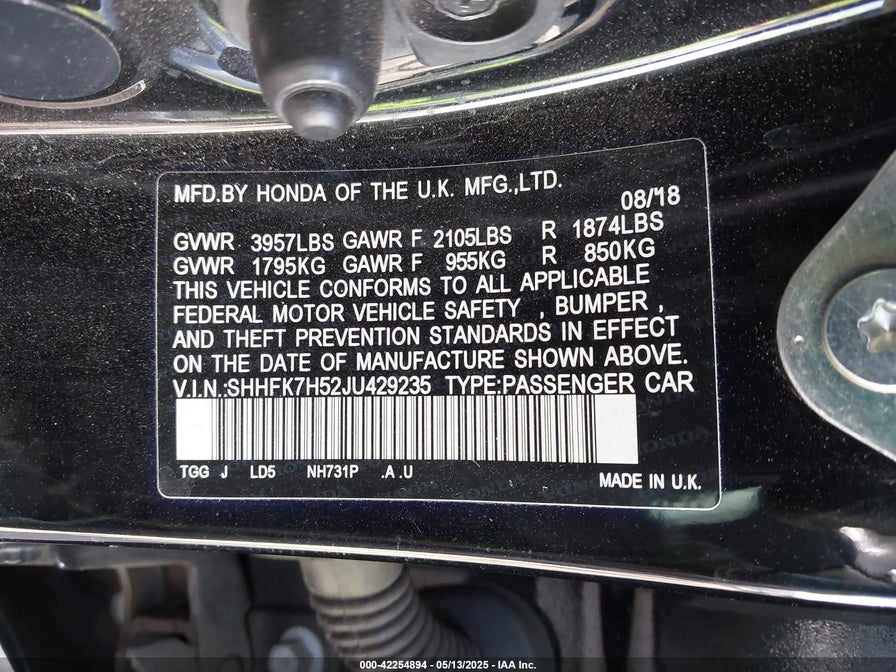 MFD.BY HONDA OF THE U.K. MFG.,LTD.
08/'18
GVWR 3957LBS GAWR F 2105LBS R 1874LBS
GVWR 1795KG GAWR F 955KG R 850KG
THIS VEHICLE CONFORMS TO ALL APPLICABLE
FEDERAL MOTOR VEHICLE SAFETY , BUMPER ,
AND THEFT PREVENTION STANDARDS IN EFFECT
ON THE DATE OF MANUFACTURE SHOWN ABOVE.
V.I.N.:SHHFK7H52JU429235 TYPE:PASSENGER CAR
TGG J LD5 NH731P .A .U
MADE IN U.K.
HONDA
000-42254894 - 05/13/2025 - IAA Inc.